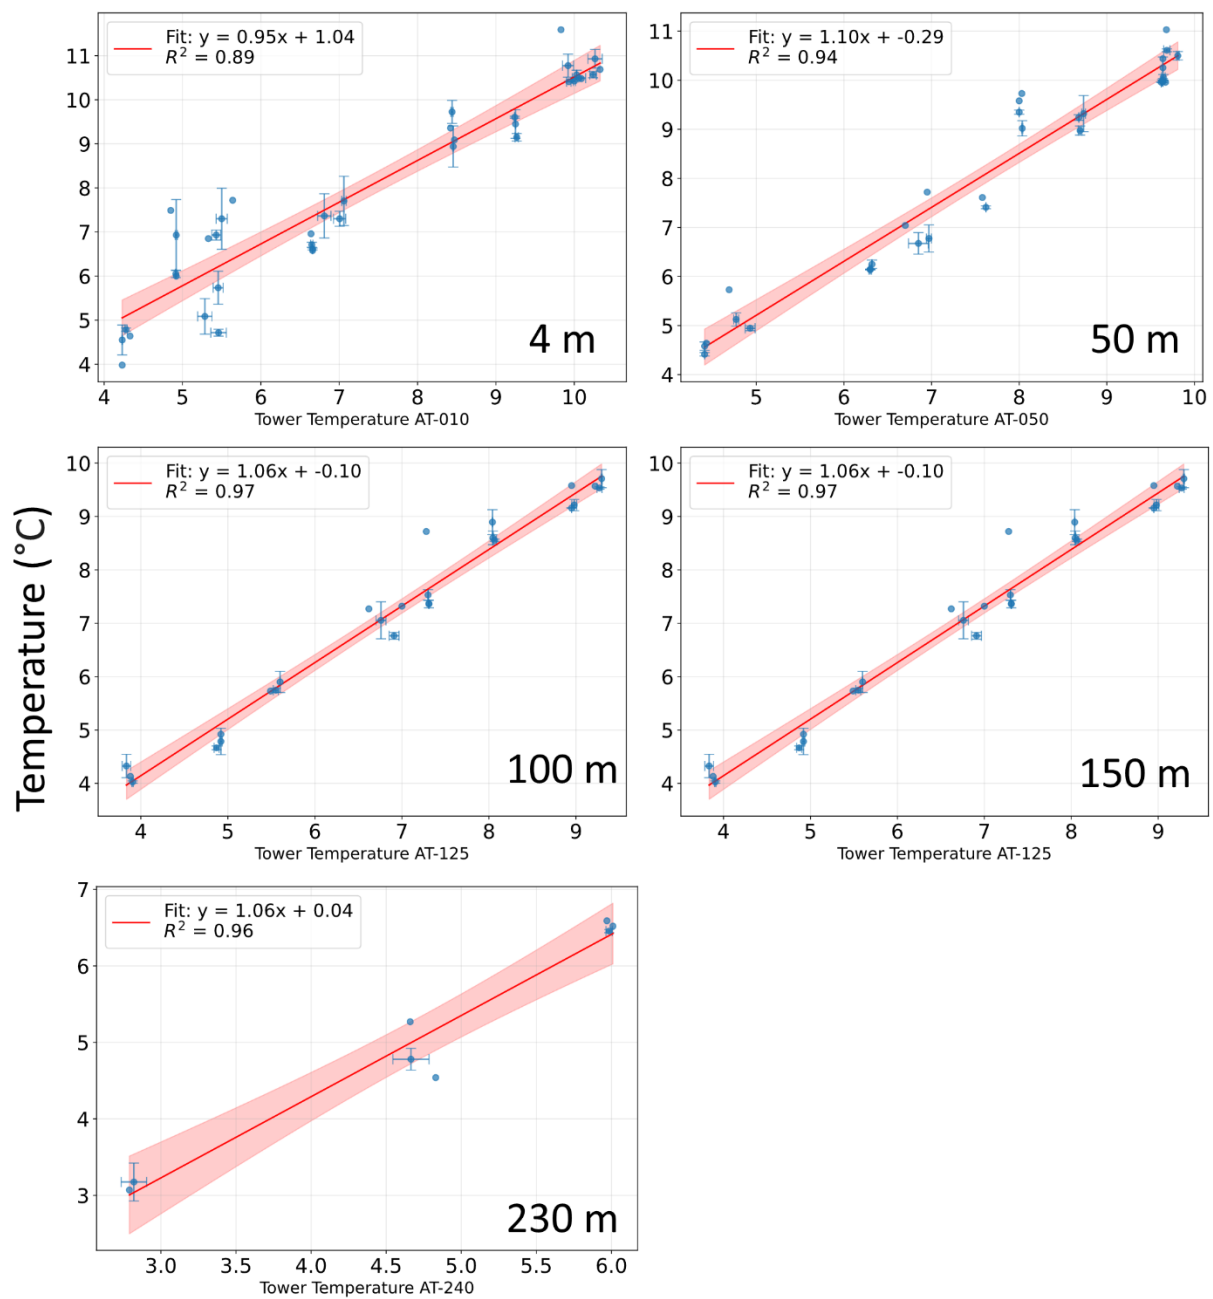 Temperature (°C)
Fit: y = 0.95x + 1.04
R² = 0.89
11
10
9
8
7
6
5
4
4 m
4 5 6 7 8 9 10
Tower Temperature AT-010
Fit: y = 1.10x + -0.29
R² = 0.94
11
10
9
8
7
6
5
4
50 m
5 6 7 8 9 10
Tower Temperature AT-050
Fit: y = 1.06x + -0.10
R² = 0.97
10
9
8
7
6
5
4
100 m
4 5 6 7 8 9
Tower Temperature AT-125
Fit: y = 1.06x + -0.10
R² = 0.97
10
9
8
7
6
5
4
150 m
4 5 6 7 8 9
Tower Temperature AT-125
Fit: y = 1.06x + 0.04
R² = 0.96
7
6
5
4
3
230 m
3.0 3.5 4.0 4.5 5.0 5.5 6.0
Tower Temperature AT-240